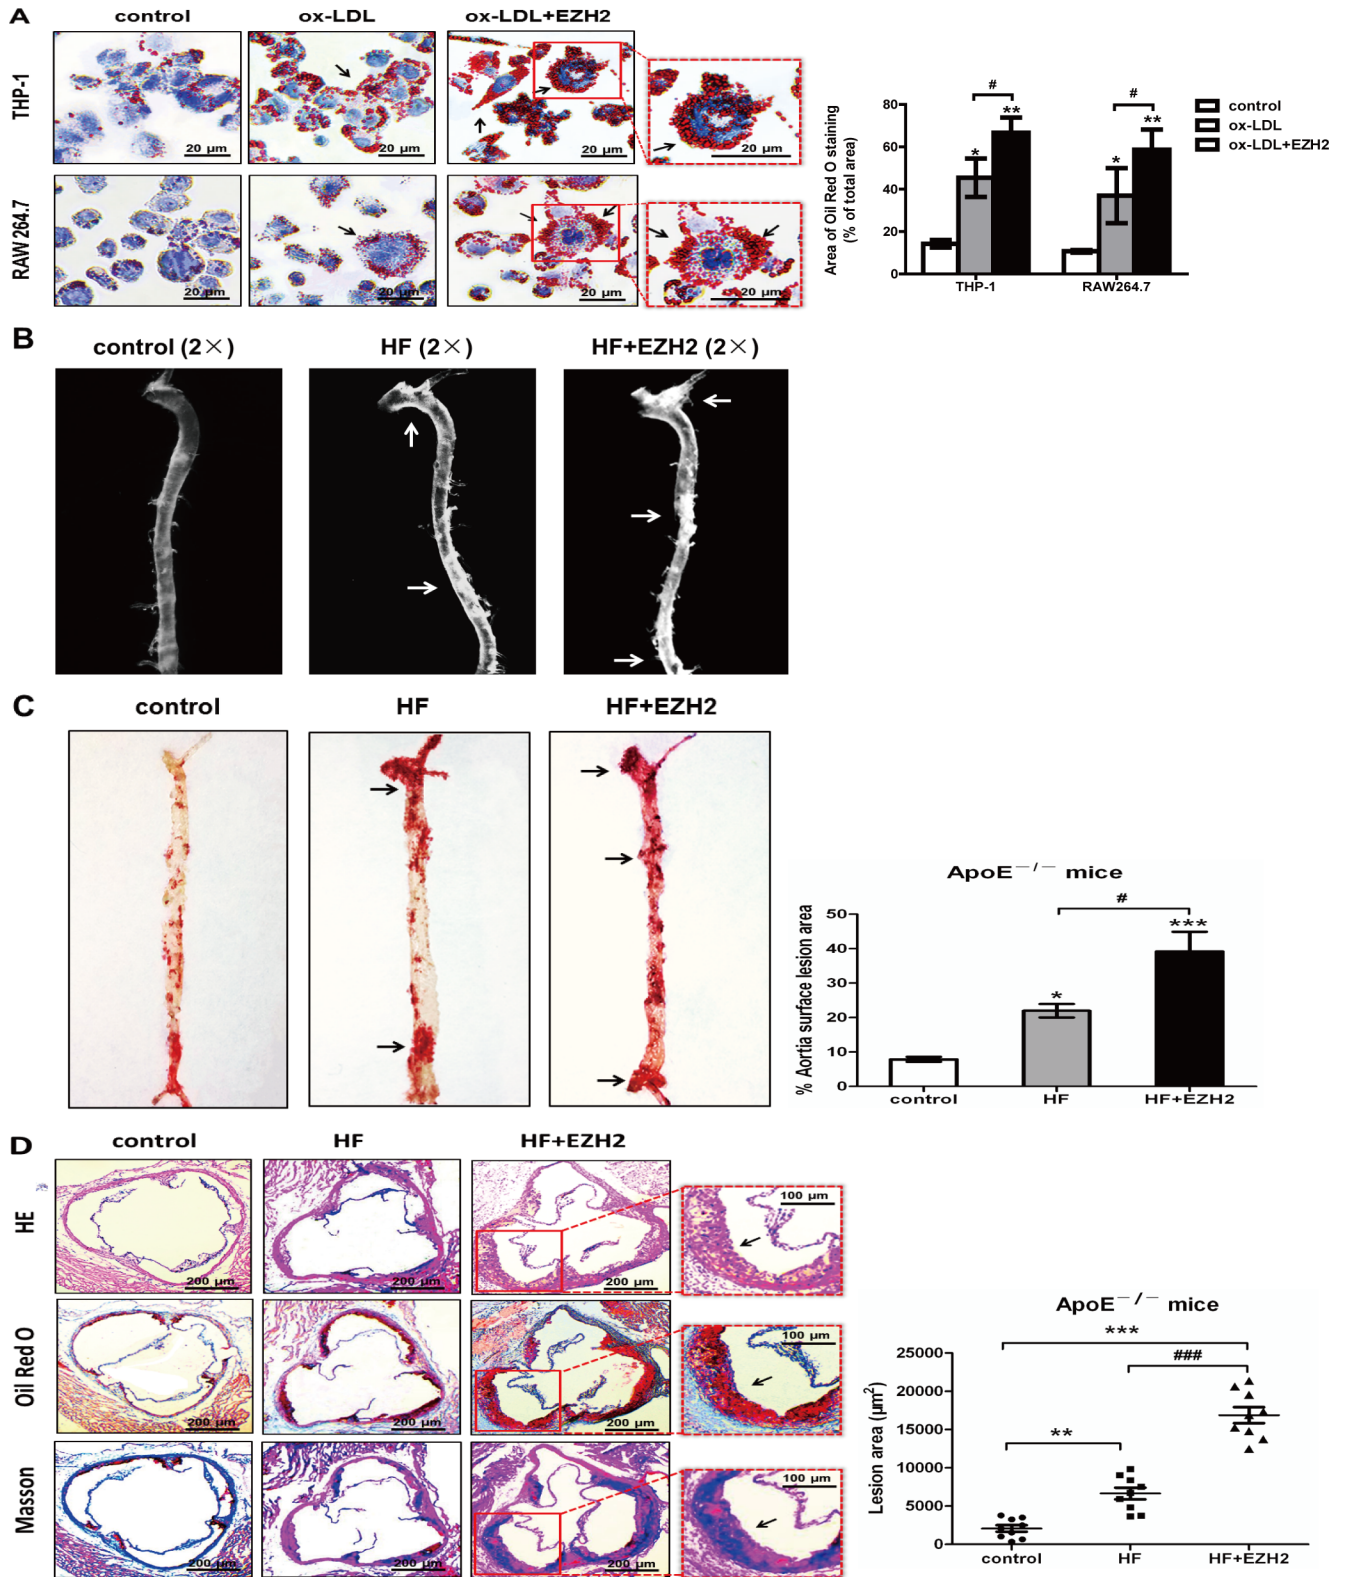 A
control
ox-LDL
ox-LDL+EZH2
THP-1
20 μm
20 μm
20 μm
20 μm
RAW264.7
20 μm
20 μm
20 μm
20 μm
Area of Oil Red O staining
(% of total area)
80
60
40
20
0
*
#
**
*
#
**
THP-1
RAW264.7
control
ox-LDL
ox-LDL+EZH2
B
control (2×)
HF (2×)
HF+EZH2 (2×)
C
control
HF
HF+EZH2
ApoE−/− mice
% Aortia surface lesion area
50
40
30
20
10
0
*
#
***
control
HF
HF+EZH2
D
control
HF
HF+EZH2
HE
200 μm
200 μm
200 μm
100 μm
Oil Red O
200 μm
200 μm
200 μm
100 μm
Masson
200 μm
200 μm
200 μm
100 μm
ApoE−/− mice
Lesion area (μm²)
25000
20000
15000
10000
5000
0
***
###
**
control
HF
HF+EZH2